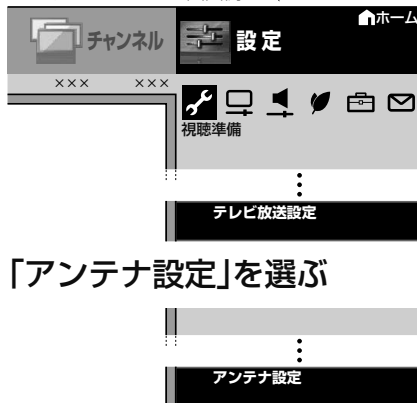 ホーム
チャンネル
設定
××× ×××
視聴準備
テレビ放送設定
「アンテナ設定」を選ぶ
アンテナ設定